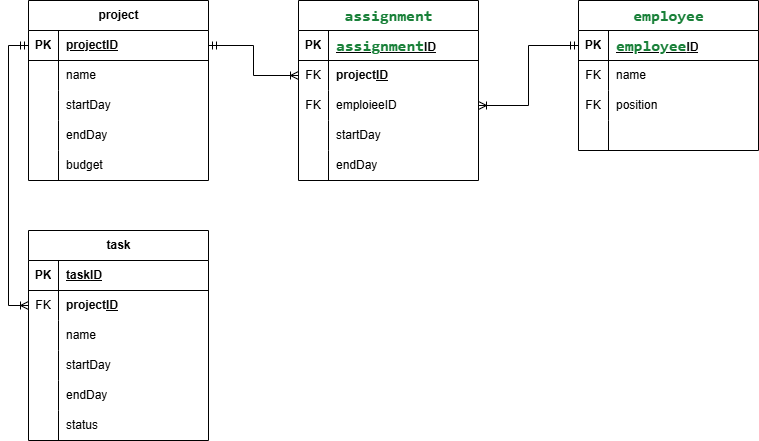 project
PK projectID
name
startDay
endDay
budget
assignment
PK assignmentID
FK projectID
FK emploieeID
startDay
endDay
employee
PK employeeID
FK name
FK position
task
PK taskID
FK projectID
name
startDay
endDay
status